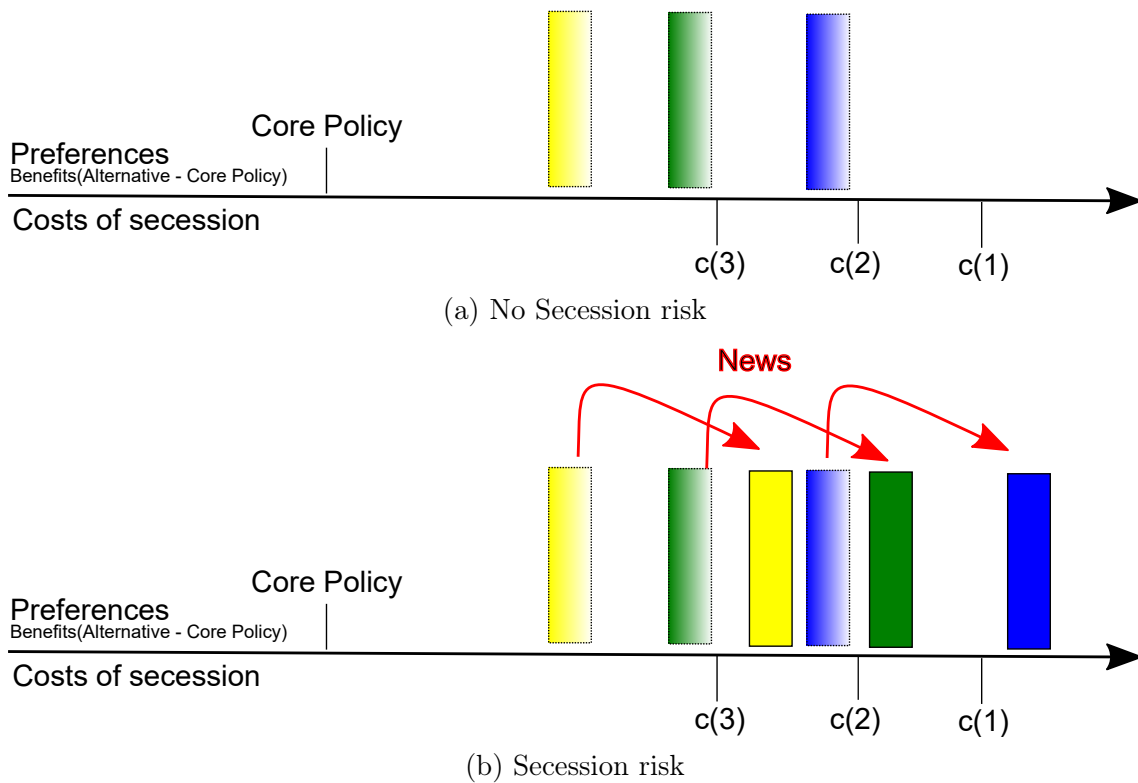 Core Policy
Preferences
Benefits(Alternative - Core Policy)
Costs of secession
c(3) c(2) c(1)
(a) No Secession risk
News
Core Policy
Preferences
Benefits(Alternative - Core Policy)
Costs of secession
c(3) c(2) c(1)
(b) Secession risk